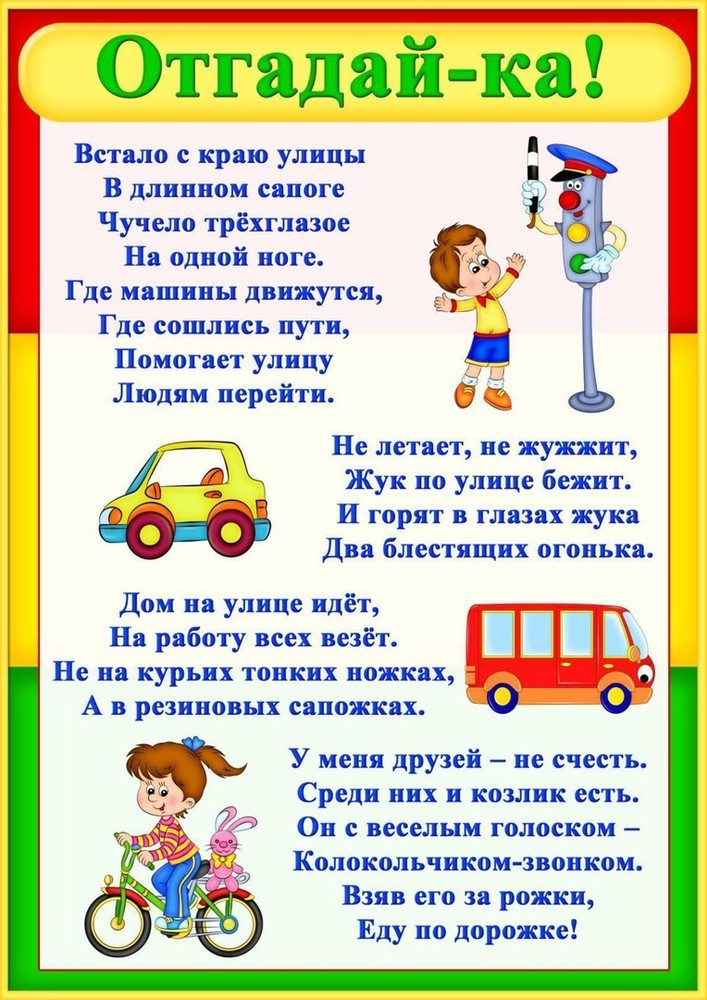 Отгадай-ка!
Встало с краю улицы
В длинном сапоге
Чучело трёхглазое
На одной ноге.
Где машины движутся,
Где сошлись пути,
Помогает улицу
Людям перейти.
Не летает, не жужжит,
Жук по улице бежит.
И горят в глазах жука
Два блестящих огонька.
Дом на улице идёт,
На работу всех везёт.
Не на курьих тонких ножках,
А в резиновых сапожках.
У меня друзей – не счесть.
Среди них и козлик есть.
Он с веселым голоском –
Колокольчиком-звонком.
Взяв его за рожки,
Еду по дорожке!